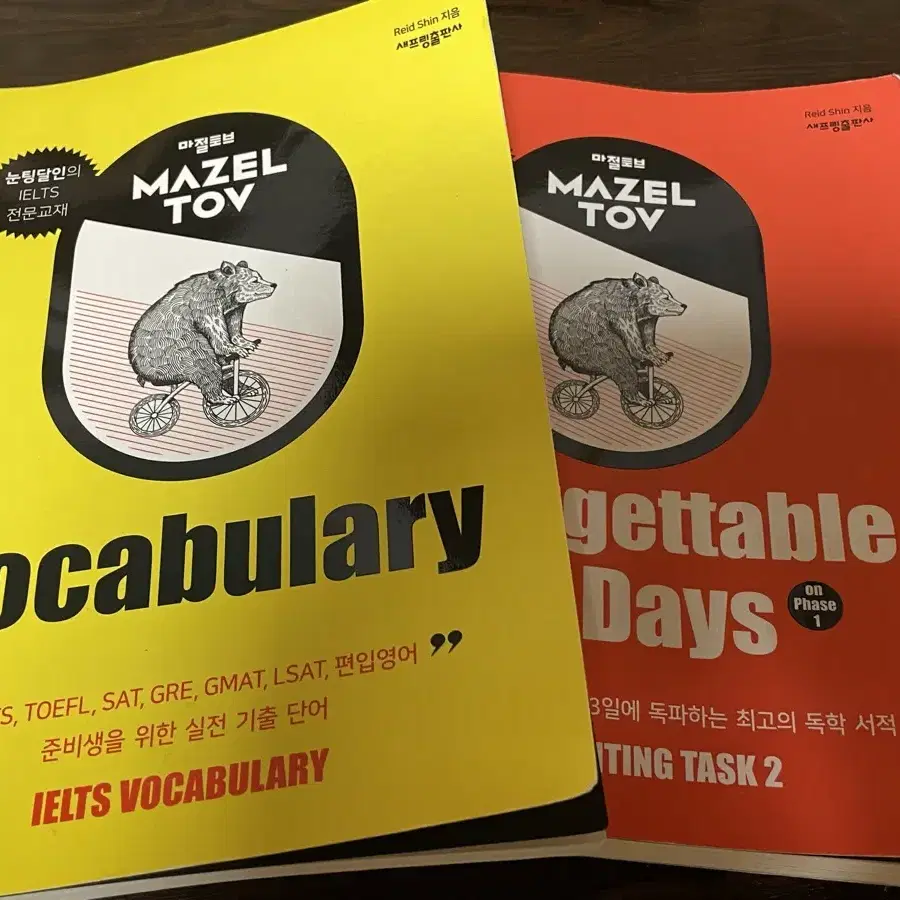 Reid Shin 지음
새프링출판사
눈팅달인의
IELTS
전문교재
마절토브
MAZEL
TOV
ocabulary
S, TOEFL, SAT, GRE, GMAT, LSAT, 편입영어 ❞
준비생을 위한 실전 기출 단어
IELTS VOCABULARY
Reid Shin 지음
새프링출판사
마절토브
MAZEL
TOV
gettable
Days
on
Phase
1
3일에 독파하는 최고의 독학 서적
ITING TASK 2